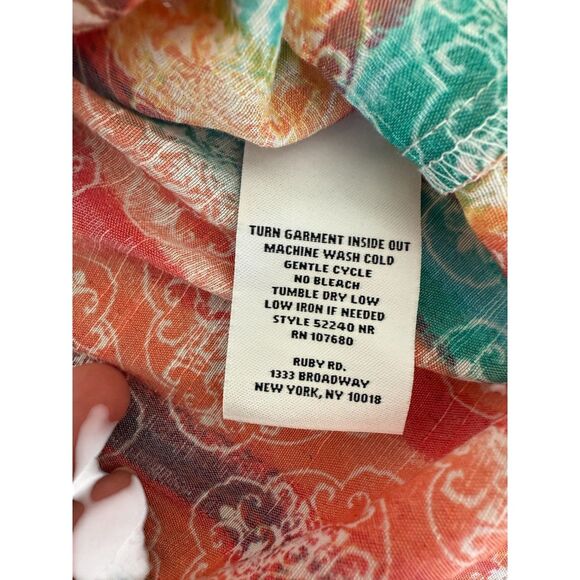 TURN GARMENT INSIDE OUT
MACHINE WASH COLD
GENTLE CYCLE
NO BLEACH
TUMBLE DRY LOW
LOW IRON IF NEEDED
STYLE 52240 NR
RN 107680
RUBY RD.
1333 BROADWAY
NEW YORK, NY 10018